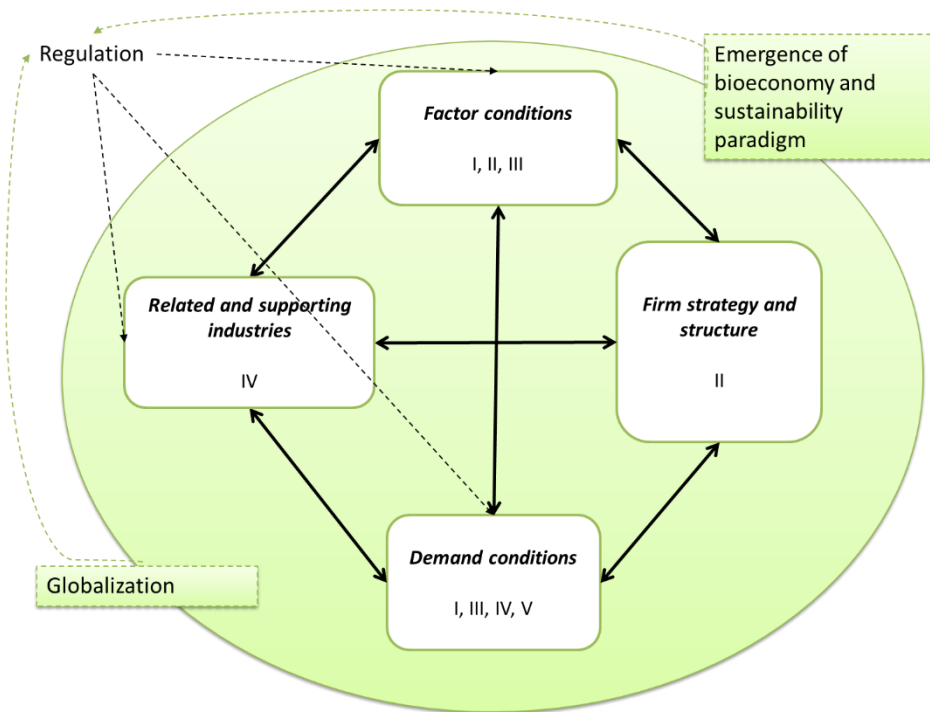 Regulation
Emergence of
bioeconomy and
sustainability
paradigm
Factor conditions
I, II, III
Related and supporting
industries
IV
Firm strategy and
structure
II
Demand conditions
I, III, IV, V
Globalization